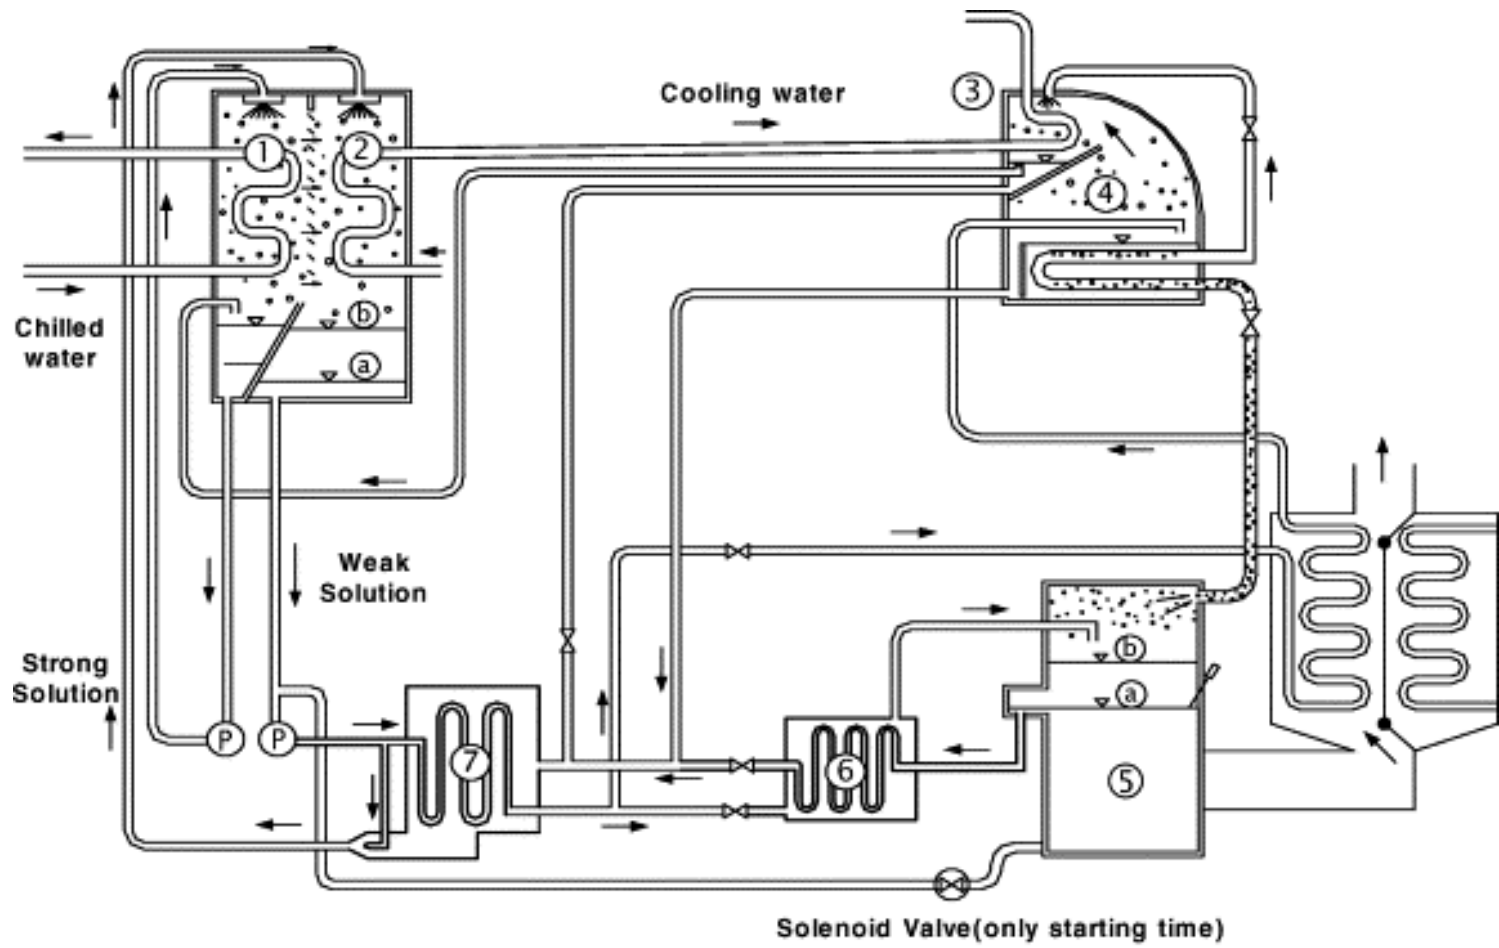 Cooling water
3
1
2
4
b
a
Chilled
water
Weak
Solution
Strong
Solution
b
a
P
P
7
6
5
Solenoid Valve(only starting time)